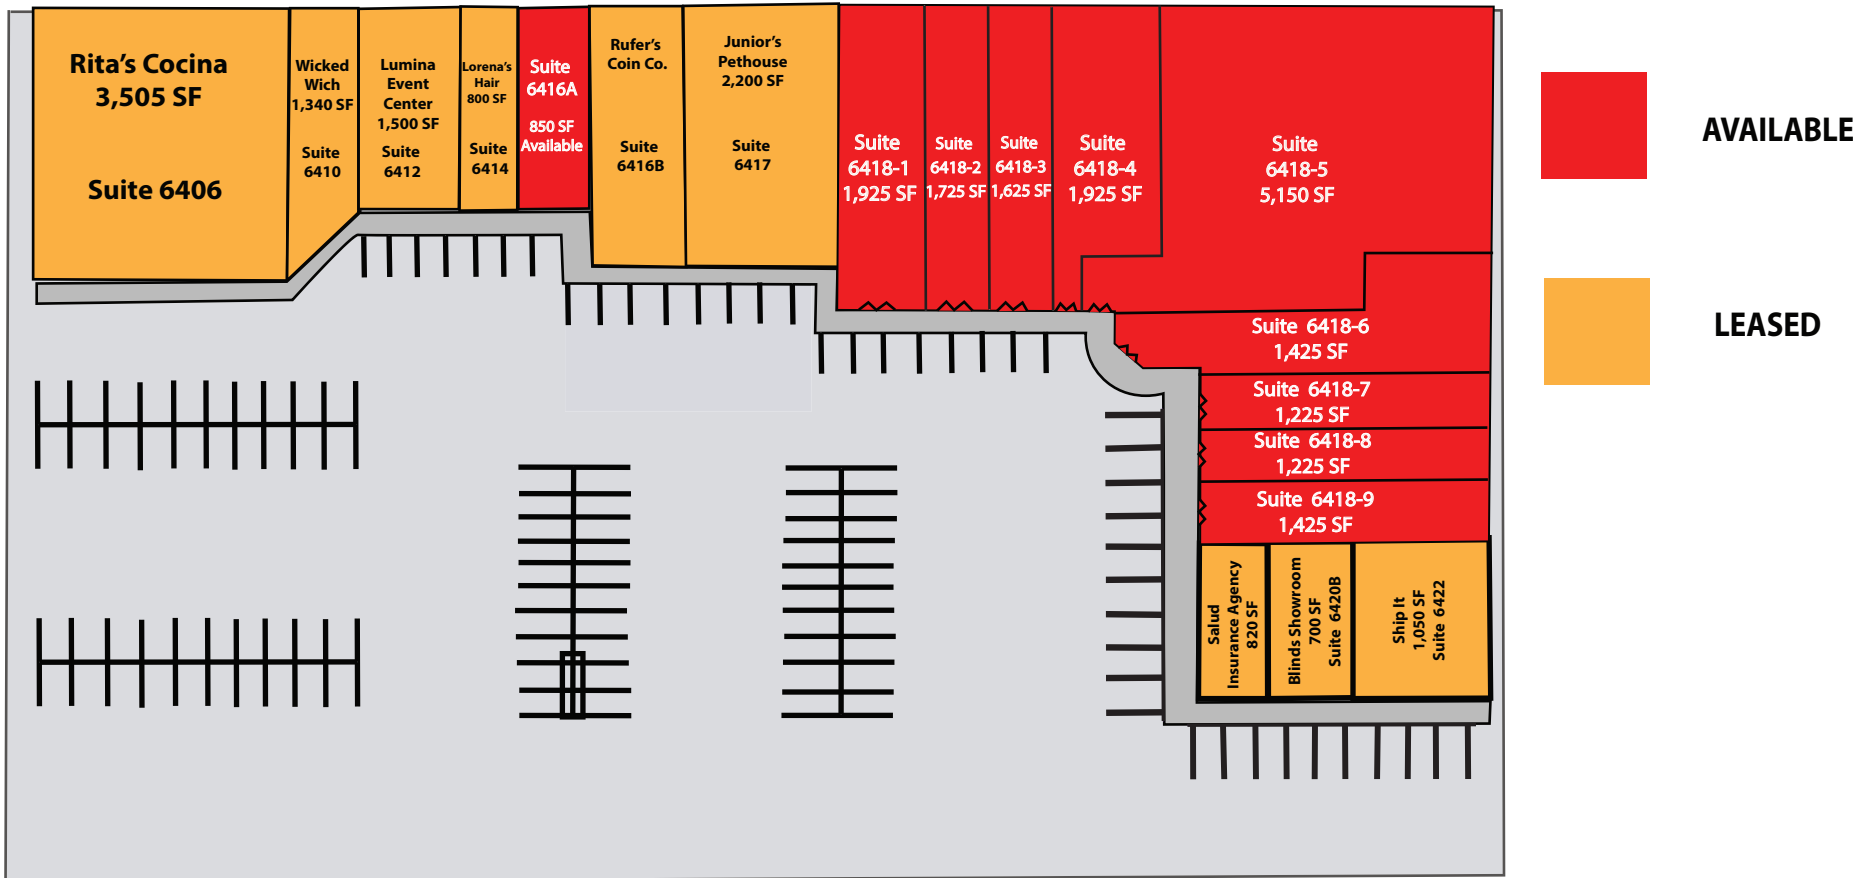 Rita's Cocina
3,505 SF
Suite 6406
Wicked
Wich
1,340 SF
Suite
6410
Lumina
Event
Center
1,500 SF
Suite
6412
Lorena's
Hair
800 SF
Suite
6414
Suite
6416A
850 SF
Available
Rufer's
Coin Co.
Suite
6416B
Junior's
Pethouse
2,200 SF
Suite
6417
Suite
6418-1
1,925 SF
Suite
6418-2
1,725 SF
Suite
6418-3
1,625 SF
Suite
6418-4
1,925 SF
Suite
6418-5
5,150 SF
Suite 6418-6
1,425 SF
Suite 6418-7
1,225 SF
Suite 6418-8
1,225 SF
Suite 6418-9
1,425 SF
Salud
Insurance Agency
820 SF
Blinds Showroom
700 SF
Suite 6420B
Ship It
1,050 SF
Suite 6422
AVAILABLE
LEASED